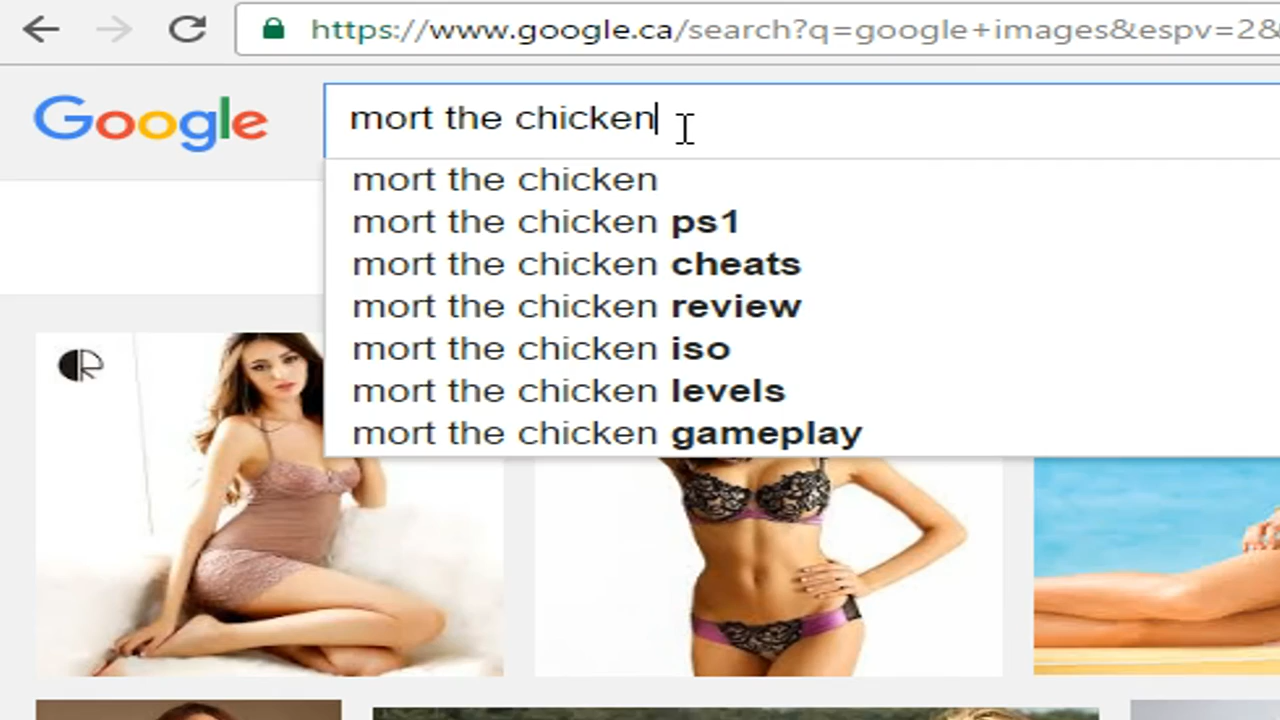 https://www.google.ca/search?q=google+images&espv=2&
Google
mort the chicken
mort the chicken
mort the chicken ps1
mort the chicken cheats
mort the chicken review
mort the chicken iso
mort the chicken levels
mort the chicken gameplay